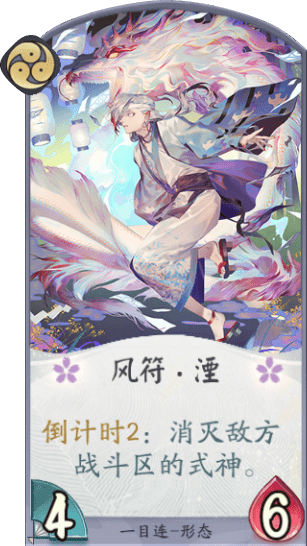 风符·湮
倒计时2：消灭敌方
战斗区的式神。
4
一目连-形态
6